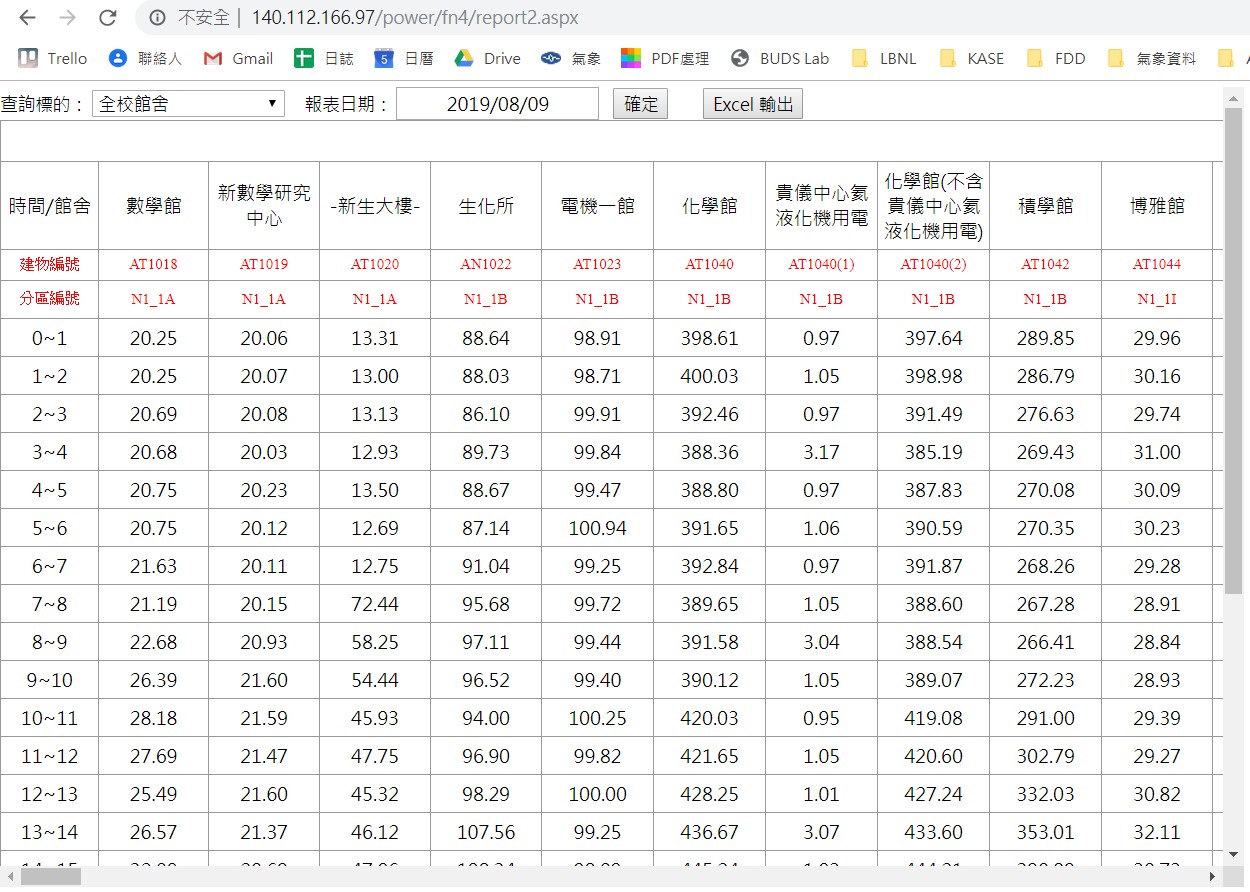 不安全 | 140.112.166.97/power/fn4/report2.aspx
Trello 聯絡人 Gmail 日誌 5 日曆 Drive 氣象 PDF處理 BUDS Lab LBNL KASE FDD 氣象資料
查詢標的： 全校館舍 報表日期： 2019/08/09 確定 Excel 輸出
時間/館舍 數學館 新數學研究中心 -新生大樓- 生化所 電機一館 化學館 貴儀中心氦液化機用電 化學館(不含貴儀中心氦液化機用電) 積學館 博雅館
建物編號 AT1018 AT1019 AT1020 AN1022 AT1023 AT1040 AT1040(1) AT1040(2) AT1042 AT1044
分區編號 N1_1A N1_1A N1_1A N1_1B N1_1B N1_1B N1_1B N1_1B N1_1B N1_1I
0~1 20.25 20.06 13.31 88.64 98.91 398.61 0.97 397.64 289.85 29.96
1~2 20.25 20.07 13.00 88.03 98.71 400.03 1.05 398.98 286.79 30.16
2~3 20.69 20.08 13.13 86.10 99.91 392.46 0.97 391.49 276.63 29.74
3~4 20.68 20.03 12.93 89.73 99.84 388.36 3.17 385.19 269.43 31.00
4~5 20.75 20.23 13.50 88.67 99.47 388.80 0.97 387.83 270.08 30.09
5~6 20.75 20.12 12.69 87.14 100.94 391.65 1.06 390.59 270.35 30.23
6~7 21.63 20.11 12.75 91.04 99.25 392.84 0.97 391.87 268.26 29.28
7~8 21.19 20.15 72.44 95.68 99.72 389.65 1.05 388.60 267.28 28.91
8~9 22.68 20.93 58.25 97.11 99.44 391.58 3.04 388.54 266.41 28.84
9~10 26.39 21.60 54.44 96.52 99.40 390.12 1.05 389.07 272.23 28.93
10~11 28.18 21.59 45.93 94.00 100.25 420.03 0.95 419.08 291.00 29.39
11~12 27.69 21.47 47.75 96.90 99.82 421.65 1.05 420.60 302.79 29.27
12~13 25.49 21.60 45.32 98.29 100.00 428.25 1.01 427.24 332.03 30.82
13~14 26.57 21.37 46.12 107.56 99.25 436.67 3.07 433.60 353.01 32.11